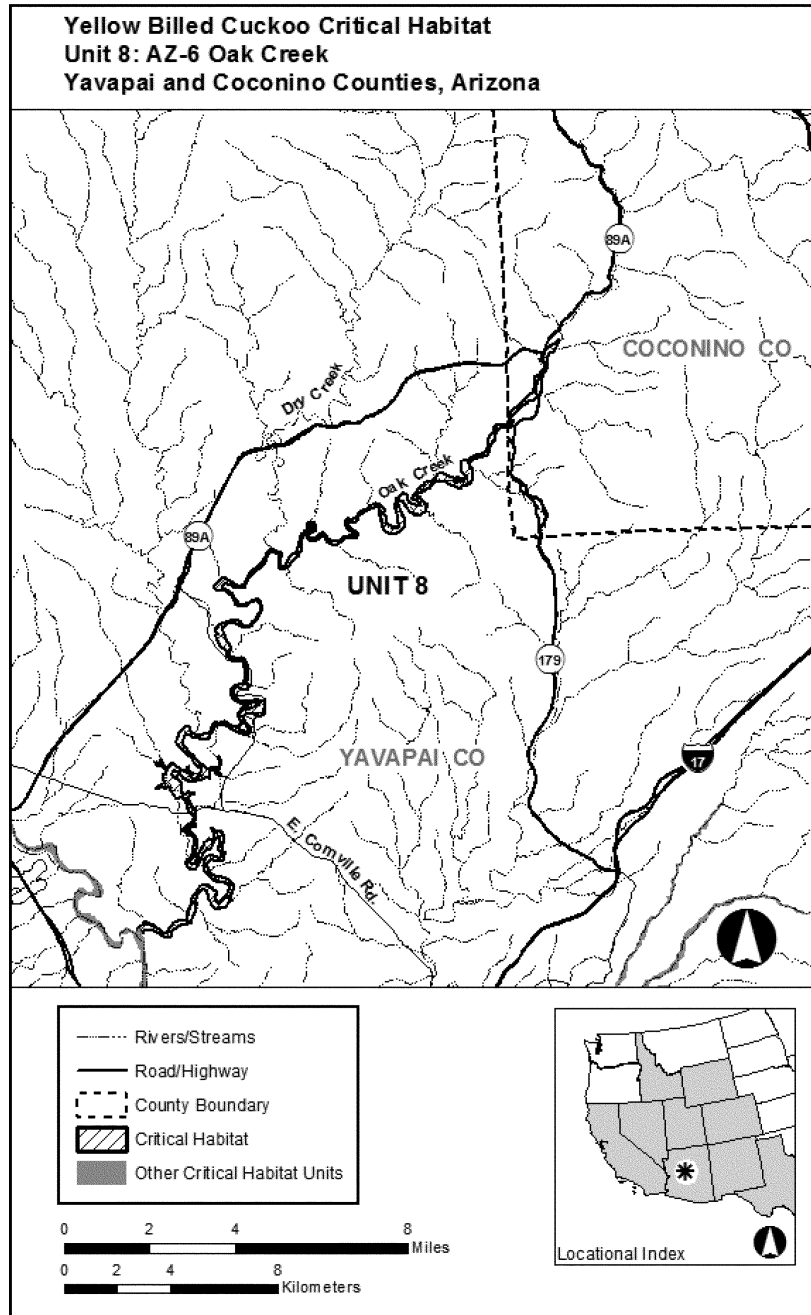 Yellow Billed Cuckoo Critical Habitat
Unit 8: AZ-6 Oak Creek
Yavapai and Coconino Counties, Arizona
89A
COCONINO CO
Dry Creek
Oak Creek
89A
UNIT 8
179
YAVAPAI CO
17
E. Cornville Rd.
Rivers/Streams
Road/Highway
County Boundary
Critical Habitat
Other Critical Habitat Units
0 2 4 8
Miles
0 2 4 8
Kilometers
Locational Index